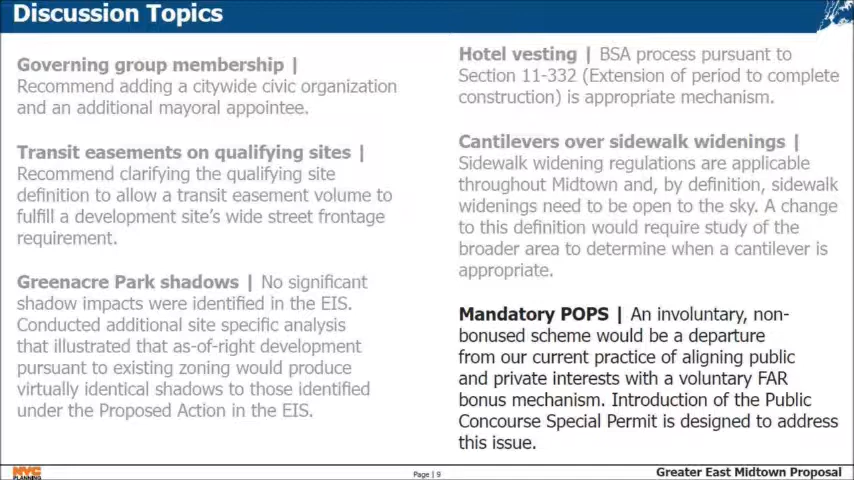 Discussion Topics
Governing group membership |
Recommend adding a citywide civic organization
and an additional mayoral appointee.
Transit easements on qualifying sites |
Recommend clarifying the qualifying site
definition to allow a transit easement volume to
fulfill a development site's wide street frontage
requirement.
Greenacre Park shadows | No significant
shadow impacts were identified in the EIS.
Conducted additional site specific analysis
that illustrated that as-of-right development
pursuant to existing zoning would produce
virtually identical shadows to those identified
under the Proposed Action in the EIS.
Hotel vesting | BSA process pursuant to
Section 11-332 (Extension of period to complete
construction) is appropriate mechanism.
Cantilevers over sidewalk widenings |
Sidewalk widening regulations are applicable
throughout Midtown and, by definition, sidewalk
widenings need to be open to the sky. A change
to this definition would require study of the
broader area to determine when a cantilever is
appropriate.
Mandatory POPS | An involuntary, non-
bonused scheme would be a departure
from our current practice of aligning public
and private interests with a voluntary FAR
bonus mechanism. Introduction of the Public
Concourse Special Permit is designed to address
this issue.
NYC
PLANNING
Page | 9
Greater East Midtown Proposal